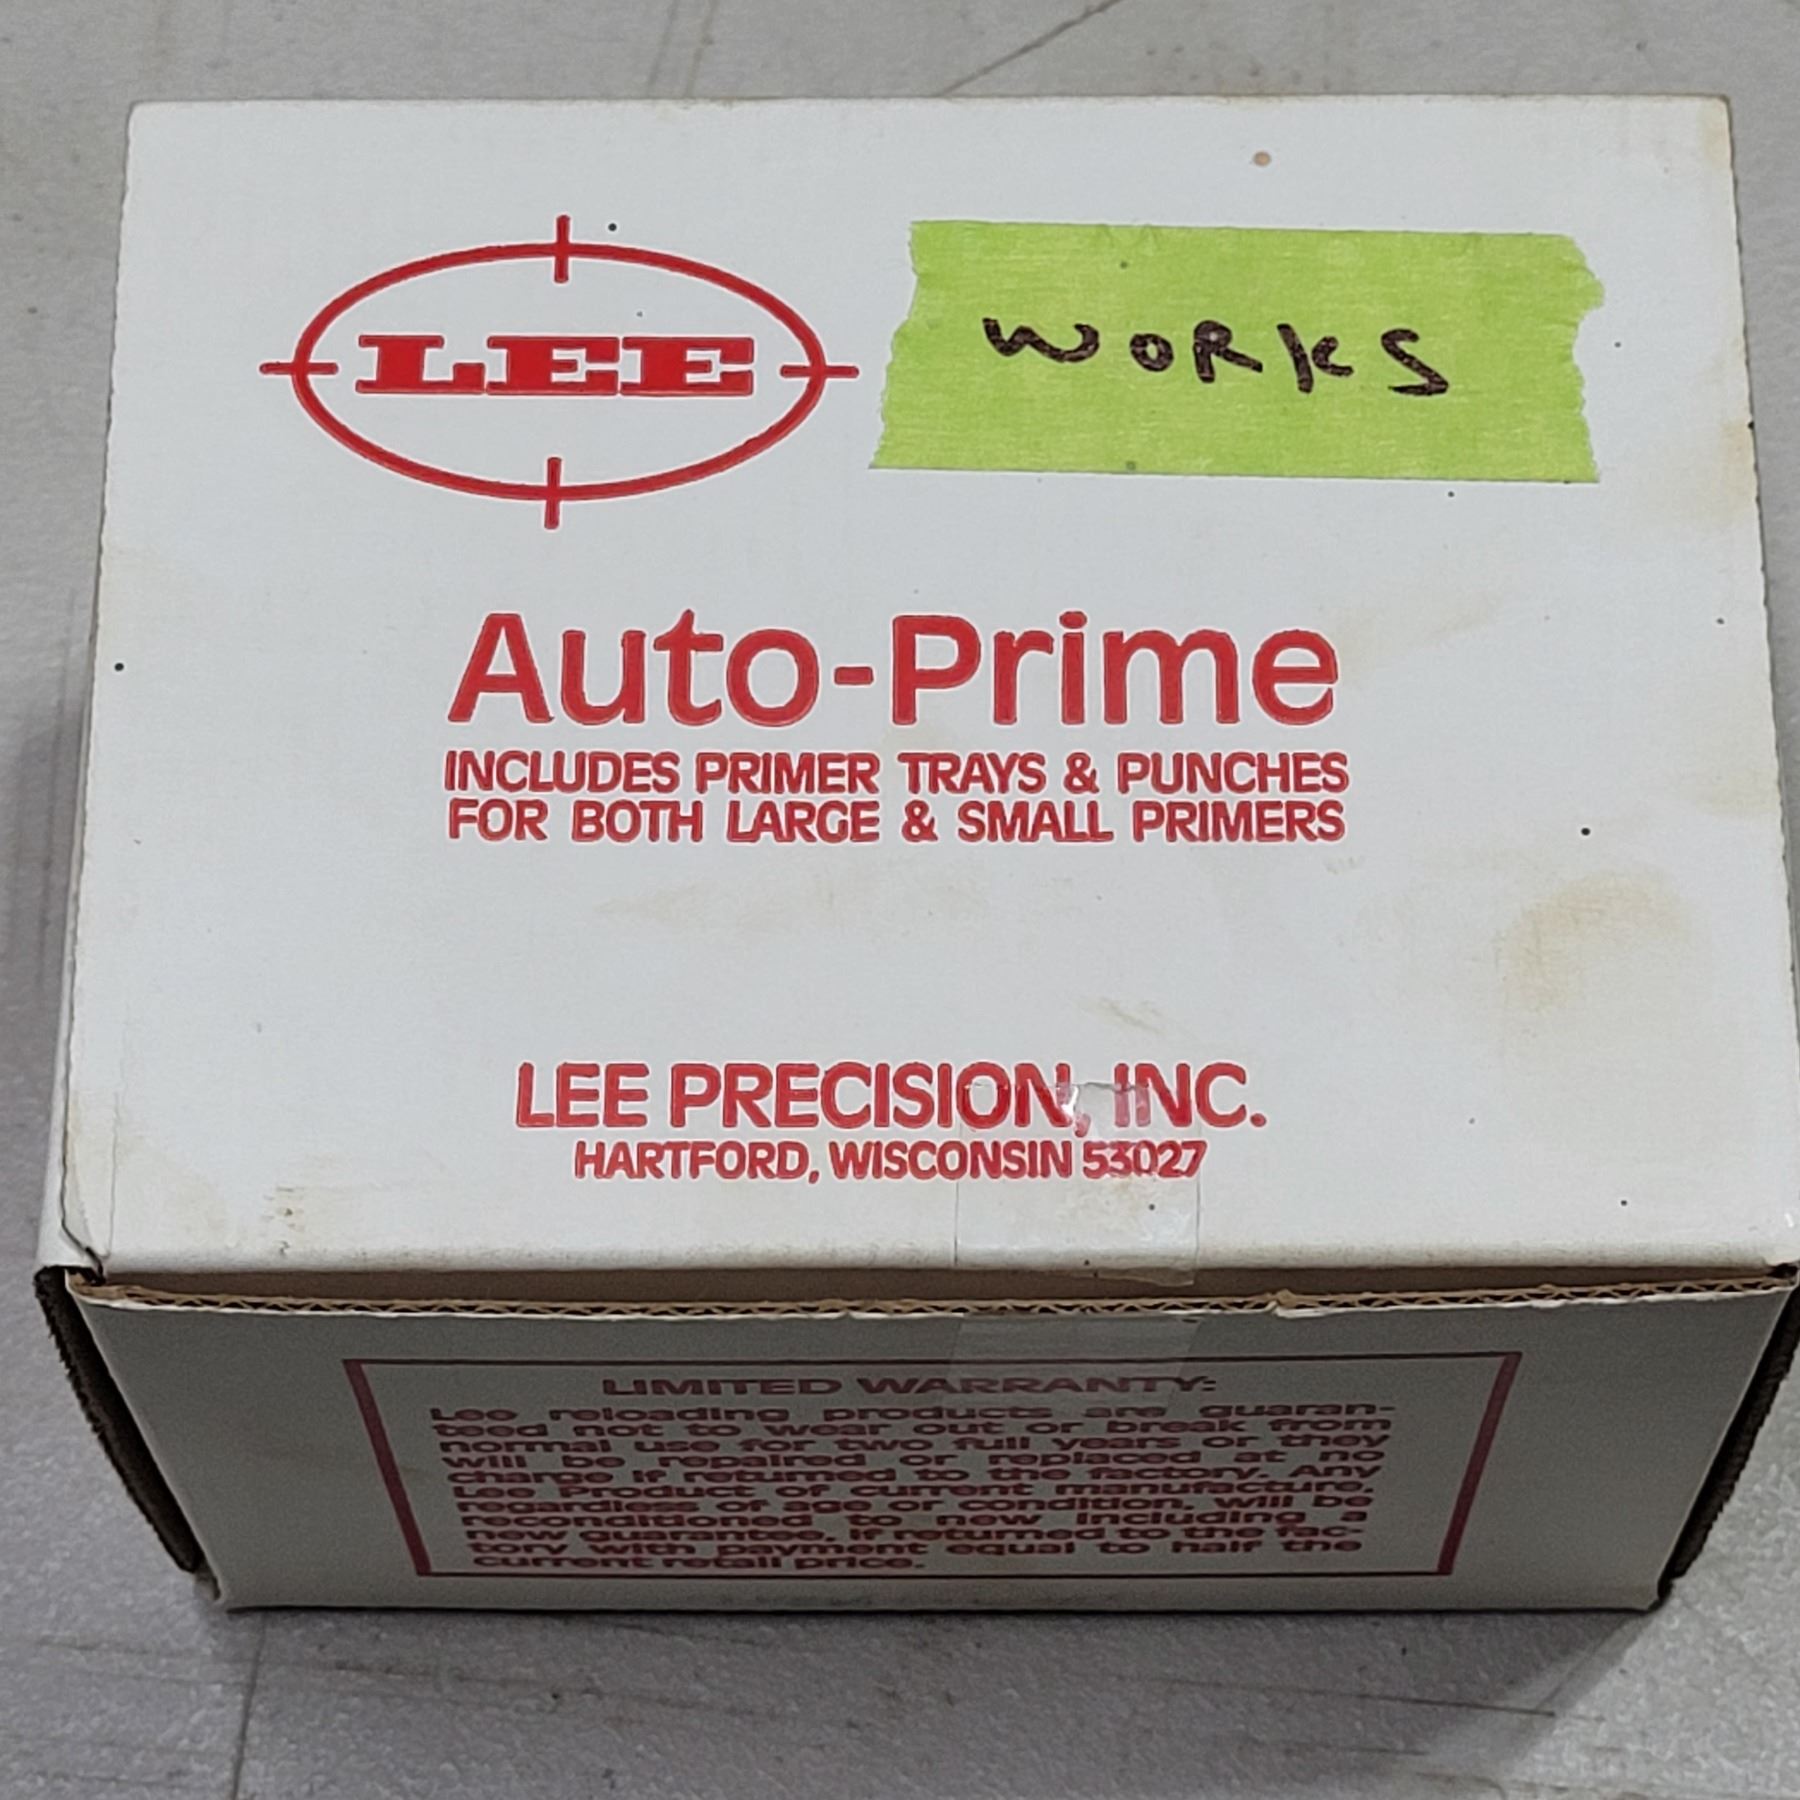 LEE
WORKS
Auto-Prime
INCLUDES PRIMER TRAYS & PUNCHES
FOR BOTH LARGE & SMALL PRIMERS
LEE PRECISION, INC.
HARTFORD, WISCONSIN 53027
LIMITED WARRANTY:
Lee reloading products are guaran-
teed not to wear out or break from
normal use for two full years or they
will be repaired or replaced at no
charge if returned to the factory. Any
Lee Product of current manufacture,
regardless of age or condition, will be
reconditioned to new including a
new guarantee, if returned to the fac-
tory with payment equal to half the
current retail price.